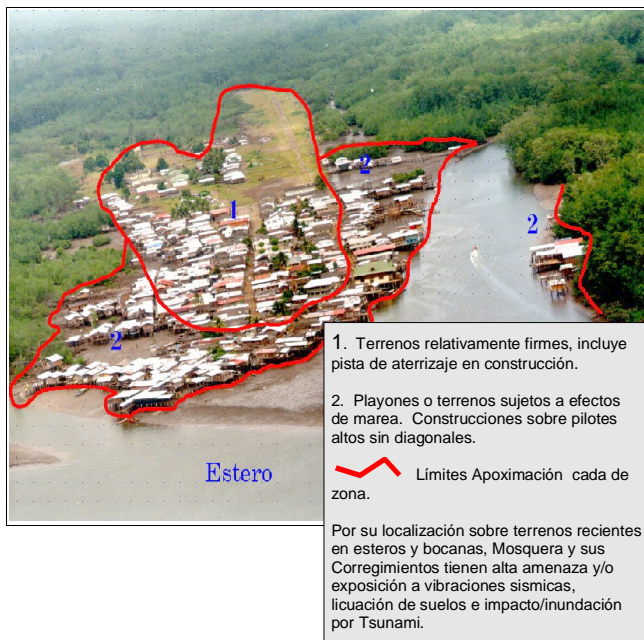 2
1
2
2
Estero
1. Terrenos relativamente firmes, incluye
pista de aterrizaje en construcción.
2. Playones o terrenos sujetos a efectos
de marea. Construcciones sobre pilotes
altos sin diagonales.
Límites Apoximación cada de
zona.
Por su localización sobre terrenos recientes
en esteros y bocanas, Mosquera y sus
Corregimientos tienen alta amenaza y/o
exposición a vibraciones sismicas,
licuación de suelos e impacto/inundación
por Tsunami.